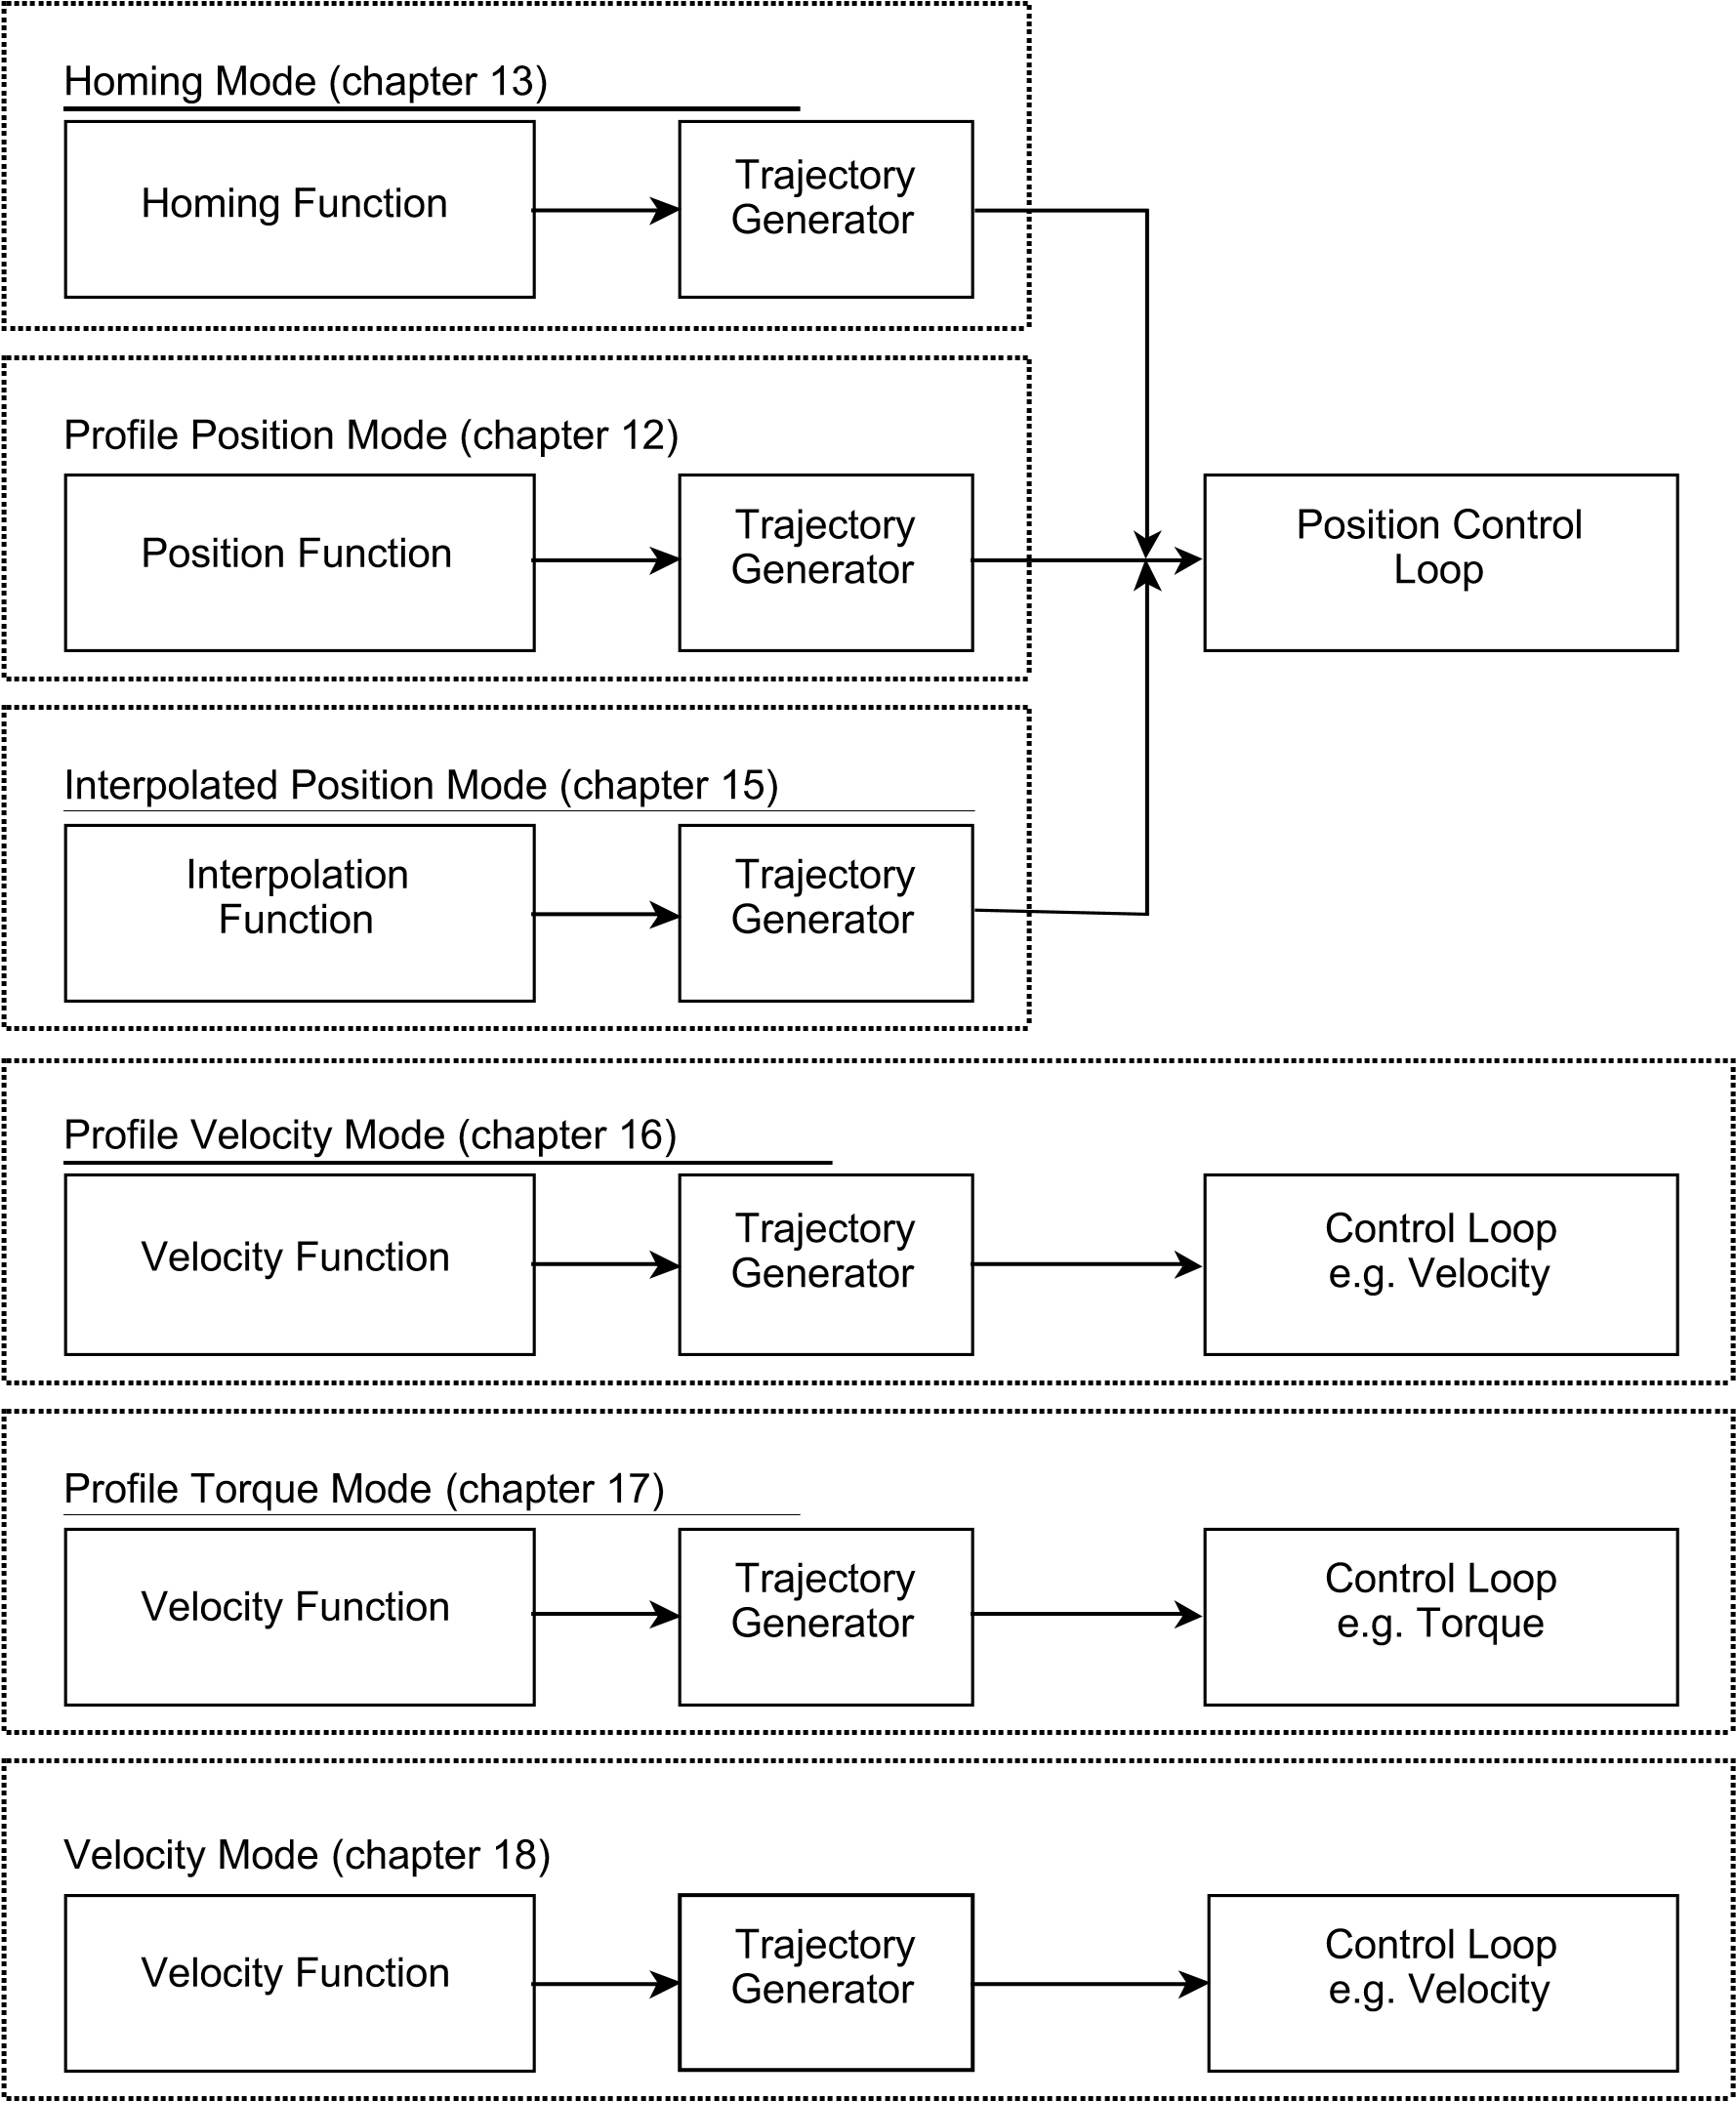 Homing Mode (chapter 13)
Homing Function
Trajectory
Generator
Profile Position Mode (chapter 12)
Position Function
Trajectory
Generator
Position Control
Loop
Interpolated Position Mode (chapter 15)
Interpolation
Function
Trajectory
Generator
Profile Velocity Mode (chapter 16)
Velocity Function
Trajectory
Generator
Control Loop
e.g. Velocity
Profile Torque Mode (chapter 17)
Velocity Function
Trajectory
Generator
Control Loop
e.g. Torque
Velocity Mode (chapter 18)
Velocity Function
Trajectory
Generator
Control Loop
e.g. Velocity